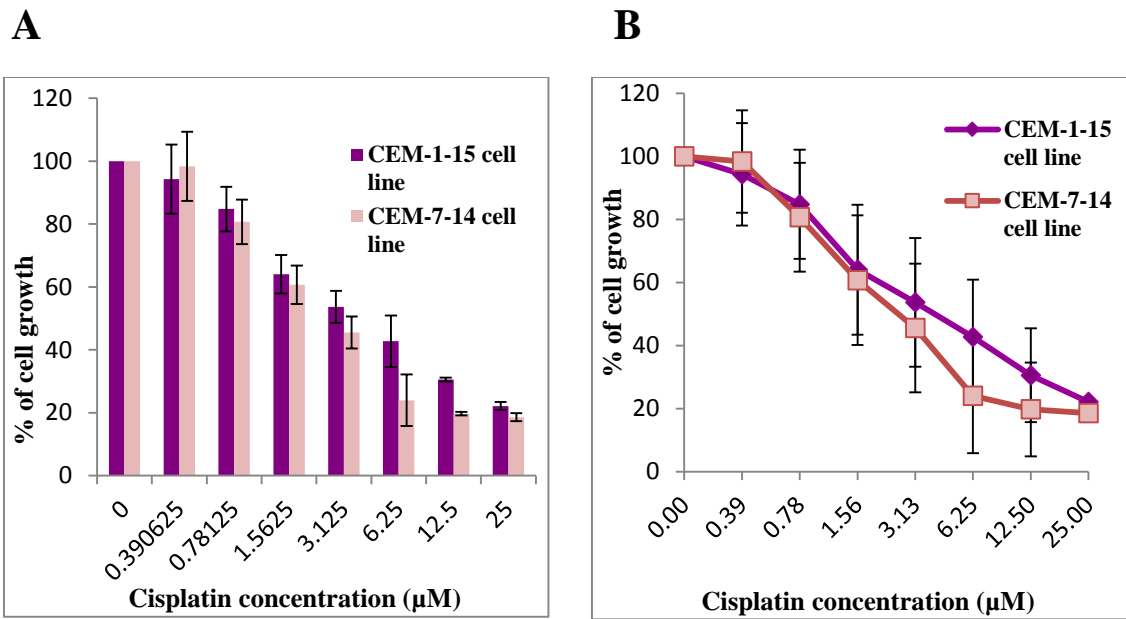 A
B
120
100
80
60
40
20
0
% of cell growth
CEM-1-15 cell
line
CEM-7-14 cell
line
0
0.390625
0.78125
1.5625
3.125
6.25
12.5
25
Cisplatin concentration (µM)
120
100
80
60
40
20
0
% of cell growth
CEM-1-15
cell line
CEM-7-14
cell line
0.00
0.39
0.78
1.56
3.13
6.25
12.50
25.00
Cisplatin concentration (µM)